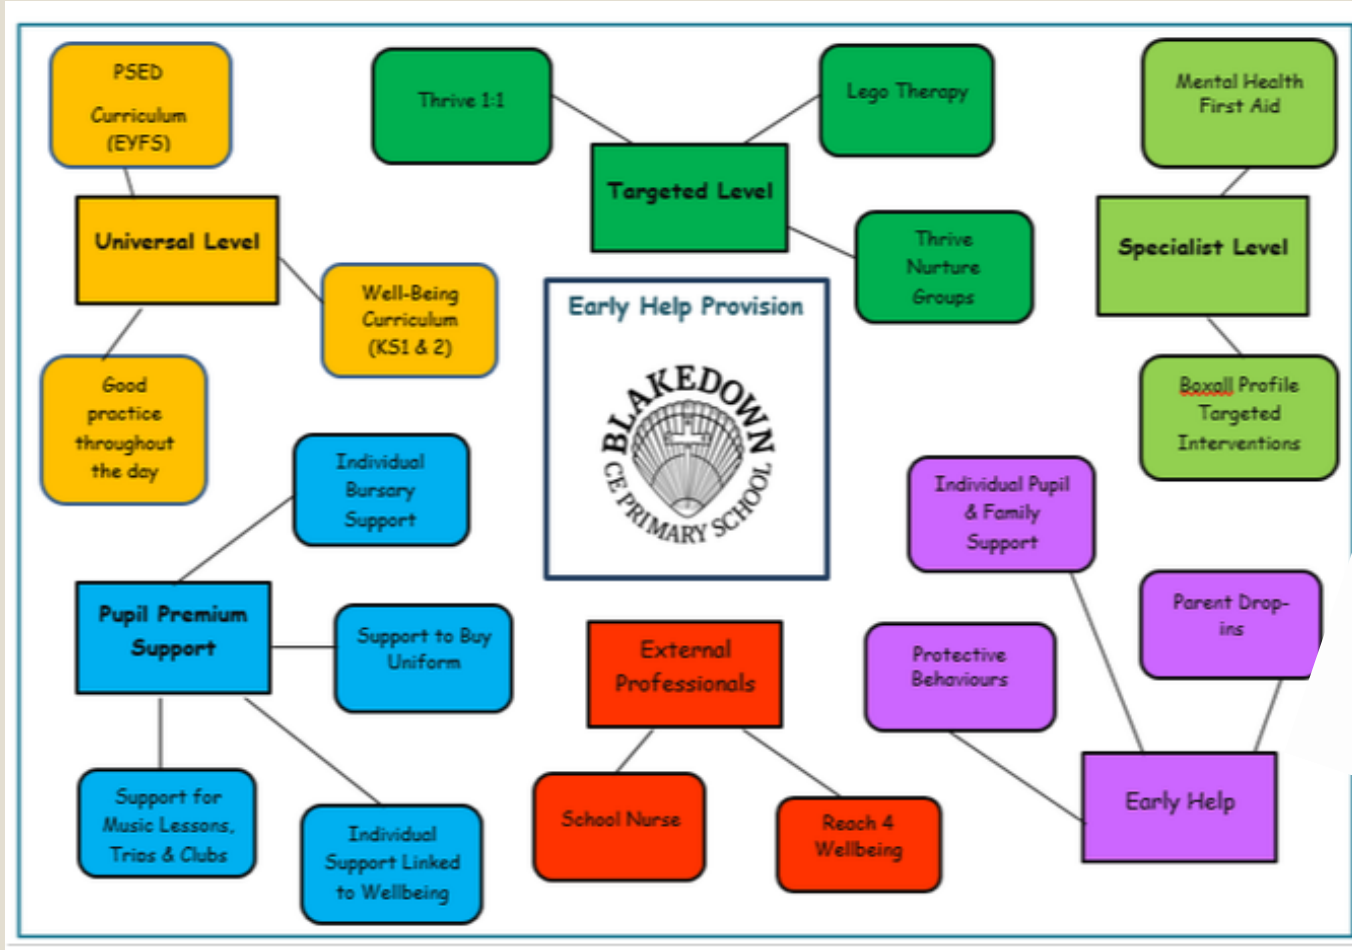 PSED
Curriculum
(EYFS)
Universal Level
Well-Being
Curriculum
(KS1 & 2)
Good
practice
throughout
the day
Thrive 1:1
Lego Therapy
Targeted Level
Thrive
Nurture
Groups
Mental Health
First Aid
Specialist Level
Boxall Profile
Targeted
Interventions
Early Help Provision
BLAKEDOWN
CE PRIMARY SCHOOL
Individual
Bursary
Support
Pupil Premium
Support
Support to Buy
Uniform
Support for
Music Lessons,
Trips & Clubs
Individual
Support Linked
to Wellbeing
External
Professionals
School Nurse
Reach 4
Wellbeing
Individual Pupil
& Family
Support
Parent Drop-
ins
Protective
Behaviours
Early Help